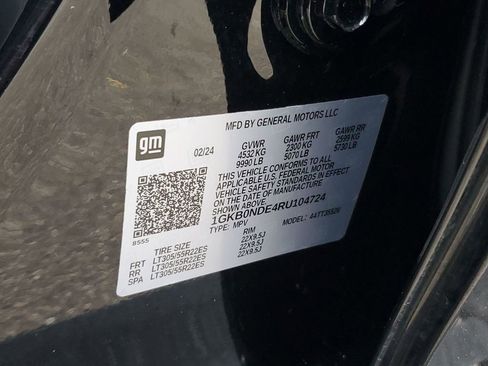 gm
02/24
MFD BY GENERAL MOTORS LLC
GVWR GAWR FRT GAWR RR
4532 KG 2300 KG 2599 KG
9990 LB 5070 LB 5730 LB
THIS VEHICLE CONFORMS TO ALL
APPLICABLE U.S. FEDERAL MOTOR
VEHICLE SAFETY STANDARDS IN EFFECT
ON THE DATE OF MANUFACTURE
SHOWN ABOVE.
1GKB0NDE4RU104724
TYPE: MPV MODEL:
8555
TIRE SIZE RIM
FRT LT305/55R22ES 22X9.5J
RR LT305/55R22ES 22X9.5J
SPA LT305/55R22ES 22X9.5J